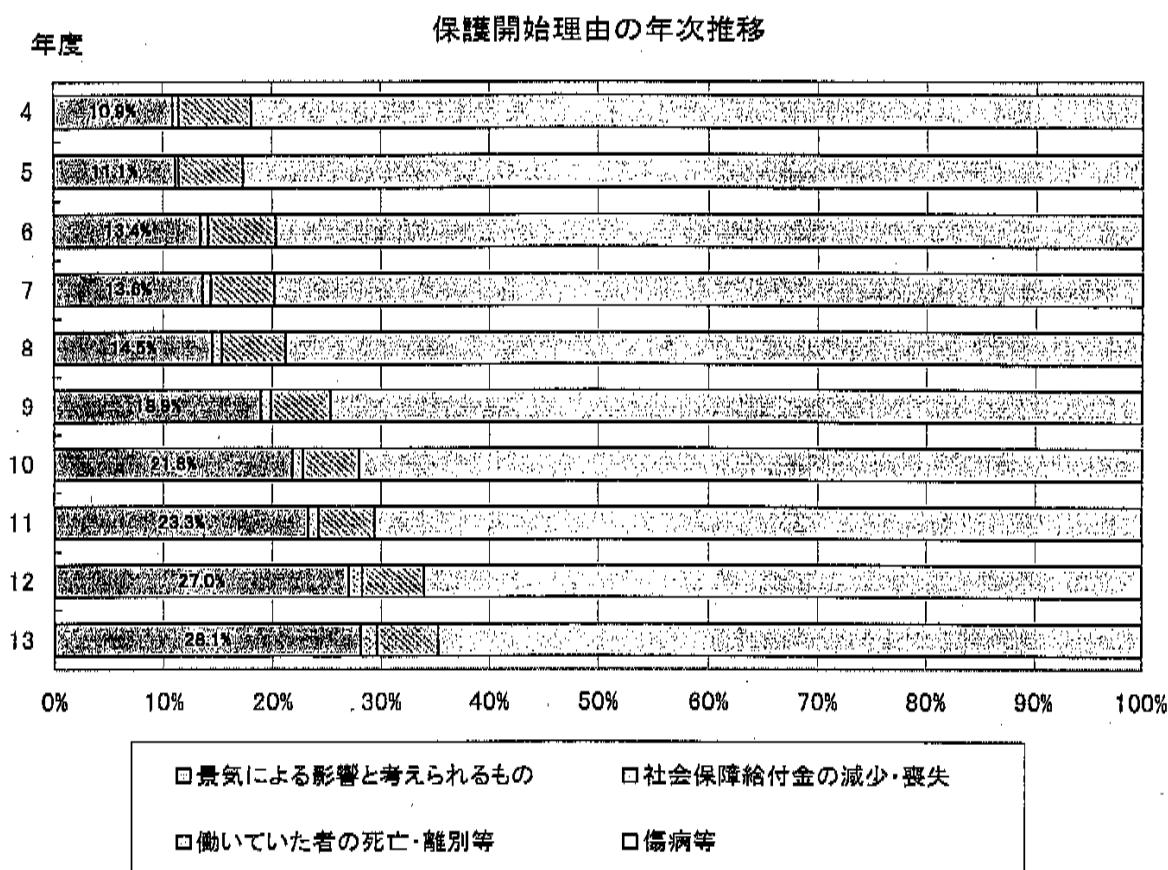 保護開始理由の年次推移
年度
4 10.9%
5 11.1%
6 13.4%
7 13.6%
8 14.5%
9 18.9%
10 21.8%
11 23.3%
12 27.0%
13 28.1%
0% 10% 20% 30% 40% 50% 60% 70% 80% 90% 100%
景気による影響と考えられるもの 社会保障給付金の減少・喪失
働いていた者の死亡・離別等 傷病等